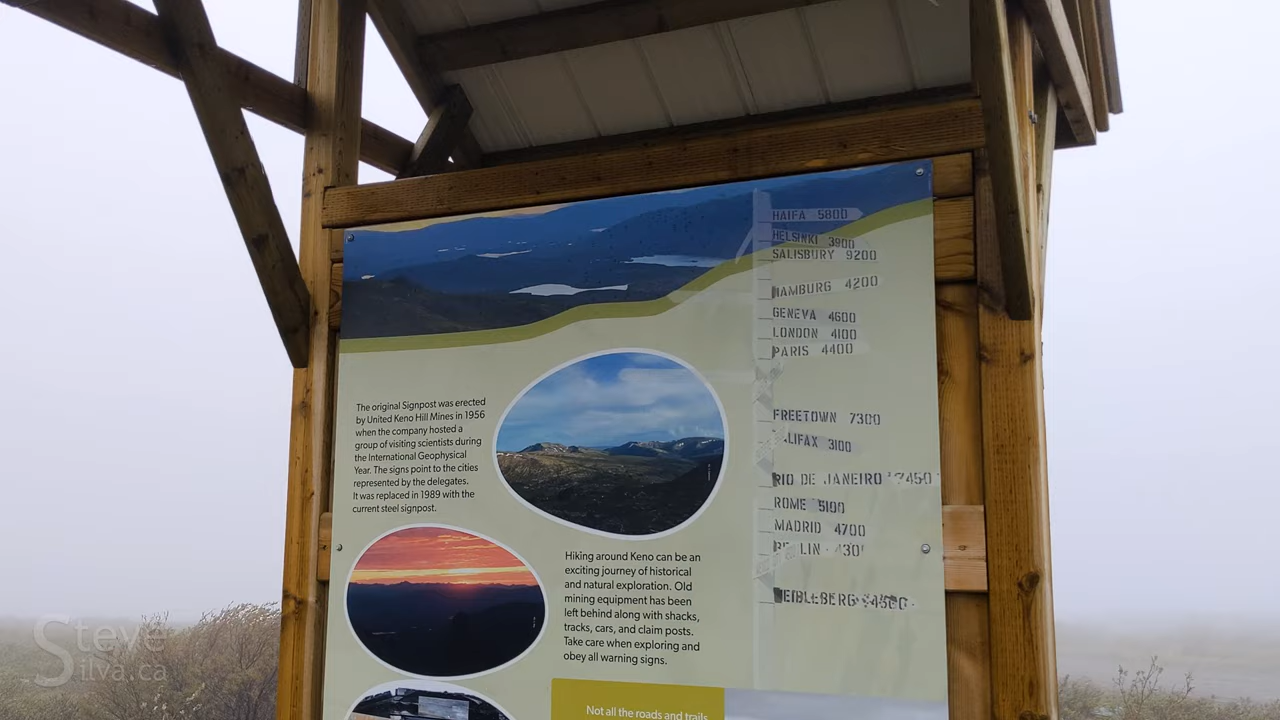 HAIFA 5800
HELSINKI 3900
SALISBURY 9200
HAMBURG 4200
GENEVA 4600
LONDON 4100
PARIS 4400
FREETOWN 7300
3100
RIO DE JANEIRO 7450
ROME 5100
MADRID 4700
The original Signpost was erected
by United Keno Hill Mines in 1956
when the company hosted a
group of visiting scientists during
the International Geophysical
Year. The signs point to the cities
represented by the delegates.
It was replaced in 1989 with the
current steel signpost.
Hiking around Keno can be an
exciting journey of historical
and natural exploration. Old
mining equipment has been
left behind along with shacks,
tracks, cars, and claim posts.
Take care when exploring and
obey all warning signs.
Not all the roads and trails
Steve
Silva.ca